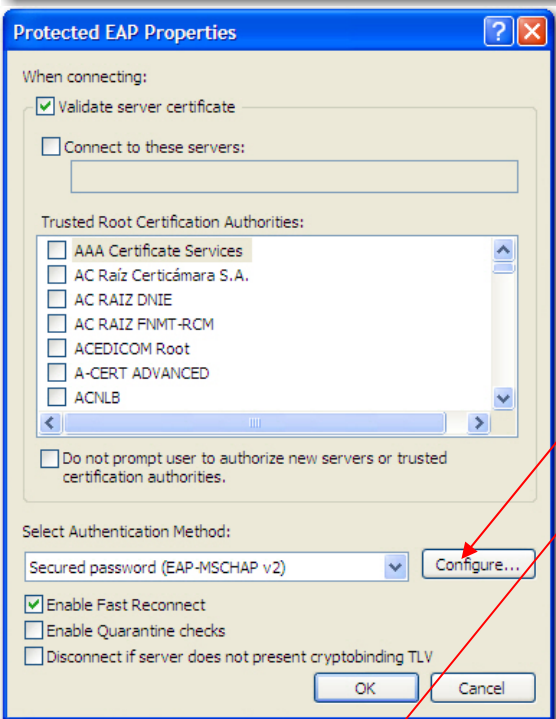 Protected EAP Properties
When connecting:
Validate server certificate
Connect to these servers:
Trusted Root Certification Authorities:
AAA Certificate Services
AC Raíz Certicámara S.A.
AC RAIZ DNIE
AC RAIZ FNMT-RCM
ACEDICOM Root
A-CERT ADVANCED
ACNLB
Do not prompt user to authorize new servers or trusted
certification authorities.
Select Authentication Method:
Secured password (EAP-MSCHAP v2)
Configure...
Enable Fast Reconnect
Enable Quarantine checks
Disconnect if server does not present cryptobinding TLV
OK
Cancel